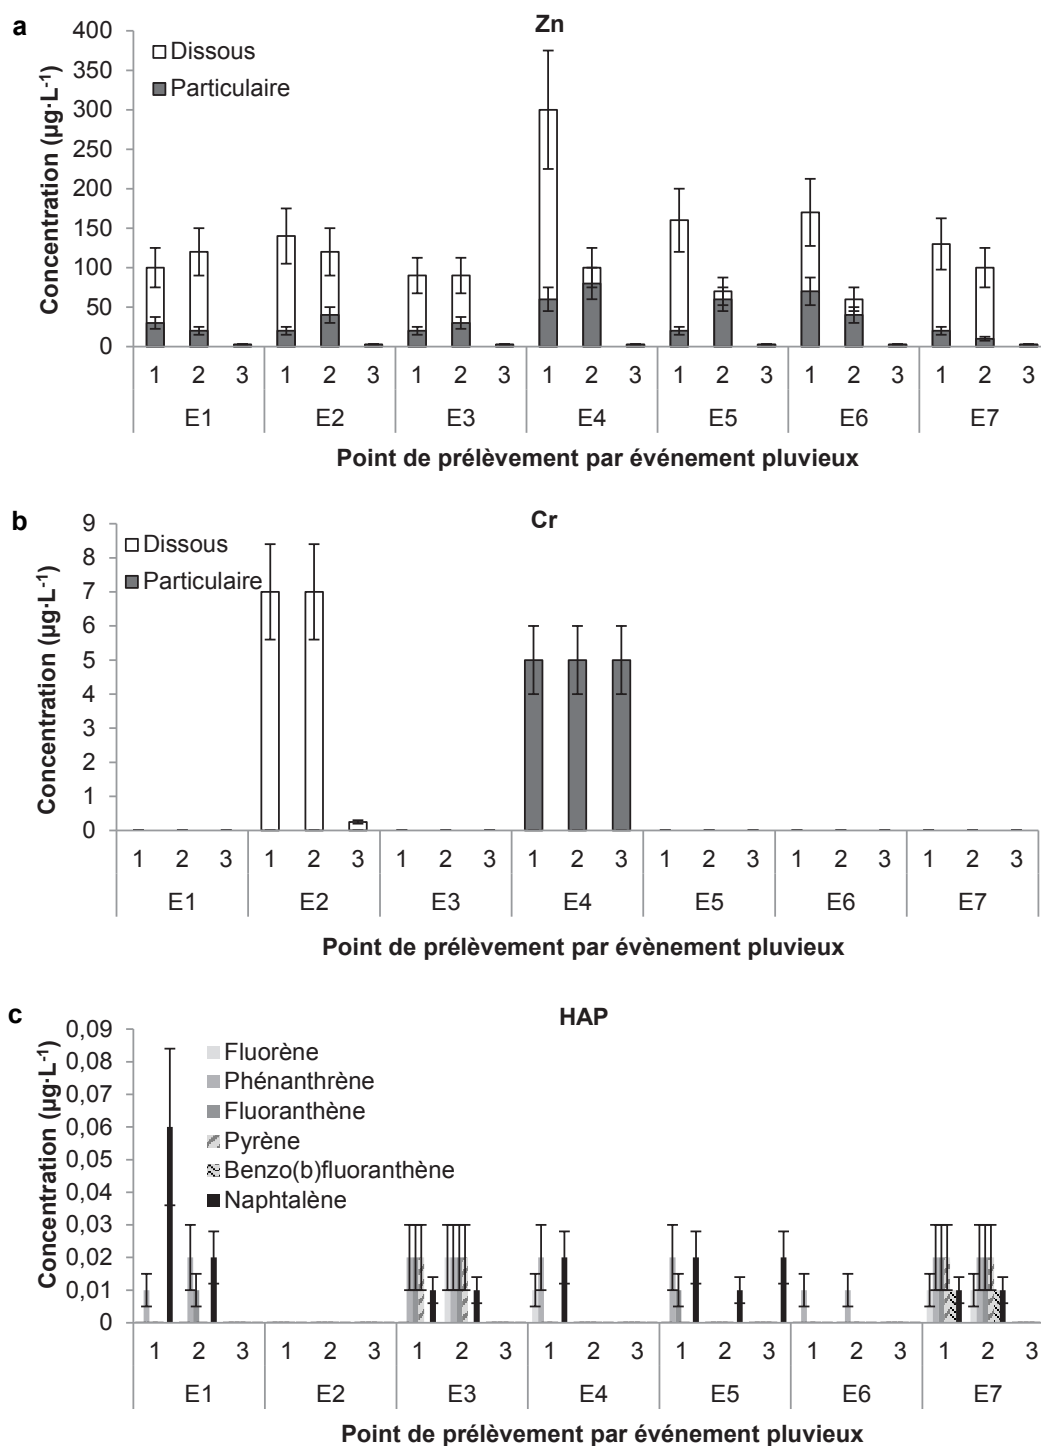 a
Zn
Dissous
Particulaire
Concentration (µg·L-1)
400
350
300
250
200
150
100
50
0
1 2 3 1 2 3 1 2 3 1 2 3 1 2 3 1 2 3 1 2 3
E1 E2 E3 E4 E5 E6 E7
Point de prélèvement par événement pluvieux
b
Cr
Dissous
Particulaire
Concentration (µg·L-1)
9
8
7
6
5
4
3
2
1
0
1 2 3 1 2 3 1 2 3 1 2 3 1 2 3 1 2 3 1 2 3
E1 E2 E3 E4 E5 E6 E7
Point de prélèvement par évènement pluvieux
c
HAP
Fluorène
Phénanthrène
Fluoranthène
Pyrène
Benzo(b)fluoranthène
Naphtalène
Concentration (µg·L-1)
0,09
0,08
0,07
0,06
0,05
0,04
0,03
0,02
0,01
0
1 2 3 1 2 3 1 2 3 1 2 3 1 2 3 1 2 3 1 2 3
E1 E2 E3 E4 E5 E6 E7
Point de prélèvement par événement pluvieux